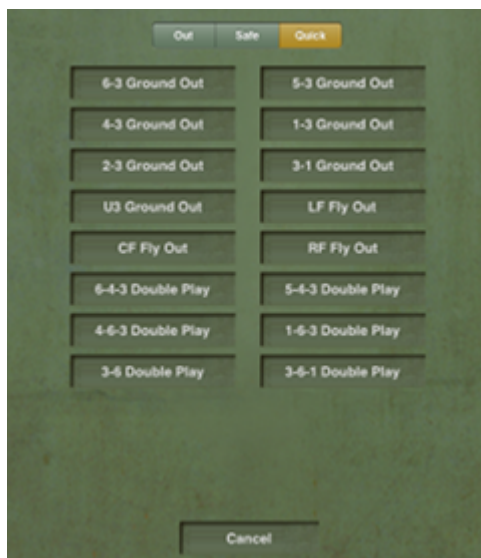 Out Safe Quick
6-3 Ground Out 5-3 Ground Out
4-3 Ground Out 1-3 Ground Out
2-3 Ground Out 3-1 Ground Out
U3 Ground Out LF Fly Out
CF Fly Out RF Fly Out
6-4-3 Double Play 5-4-3 Double Play
4-6-3 Double Play 1-6-3 Double Play
3-6 Double Play 3-6-1 Double Play
Cancel